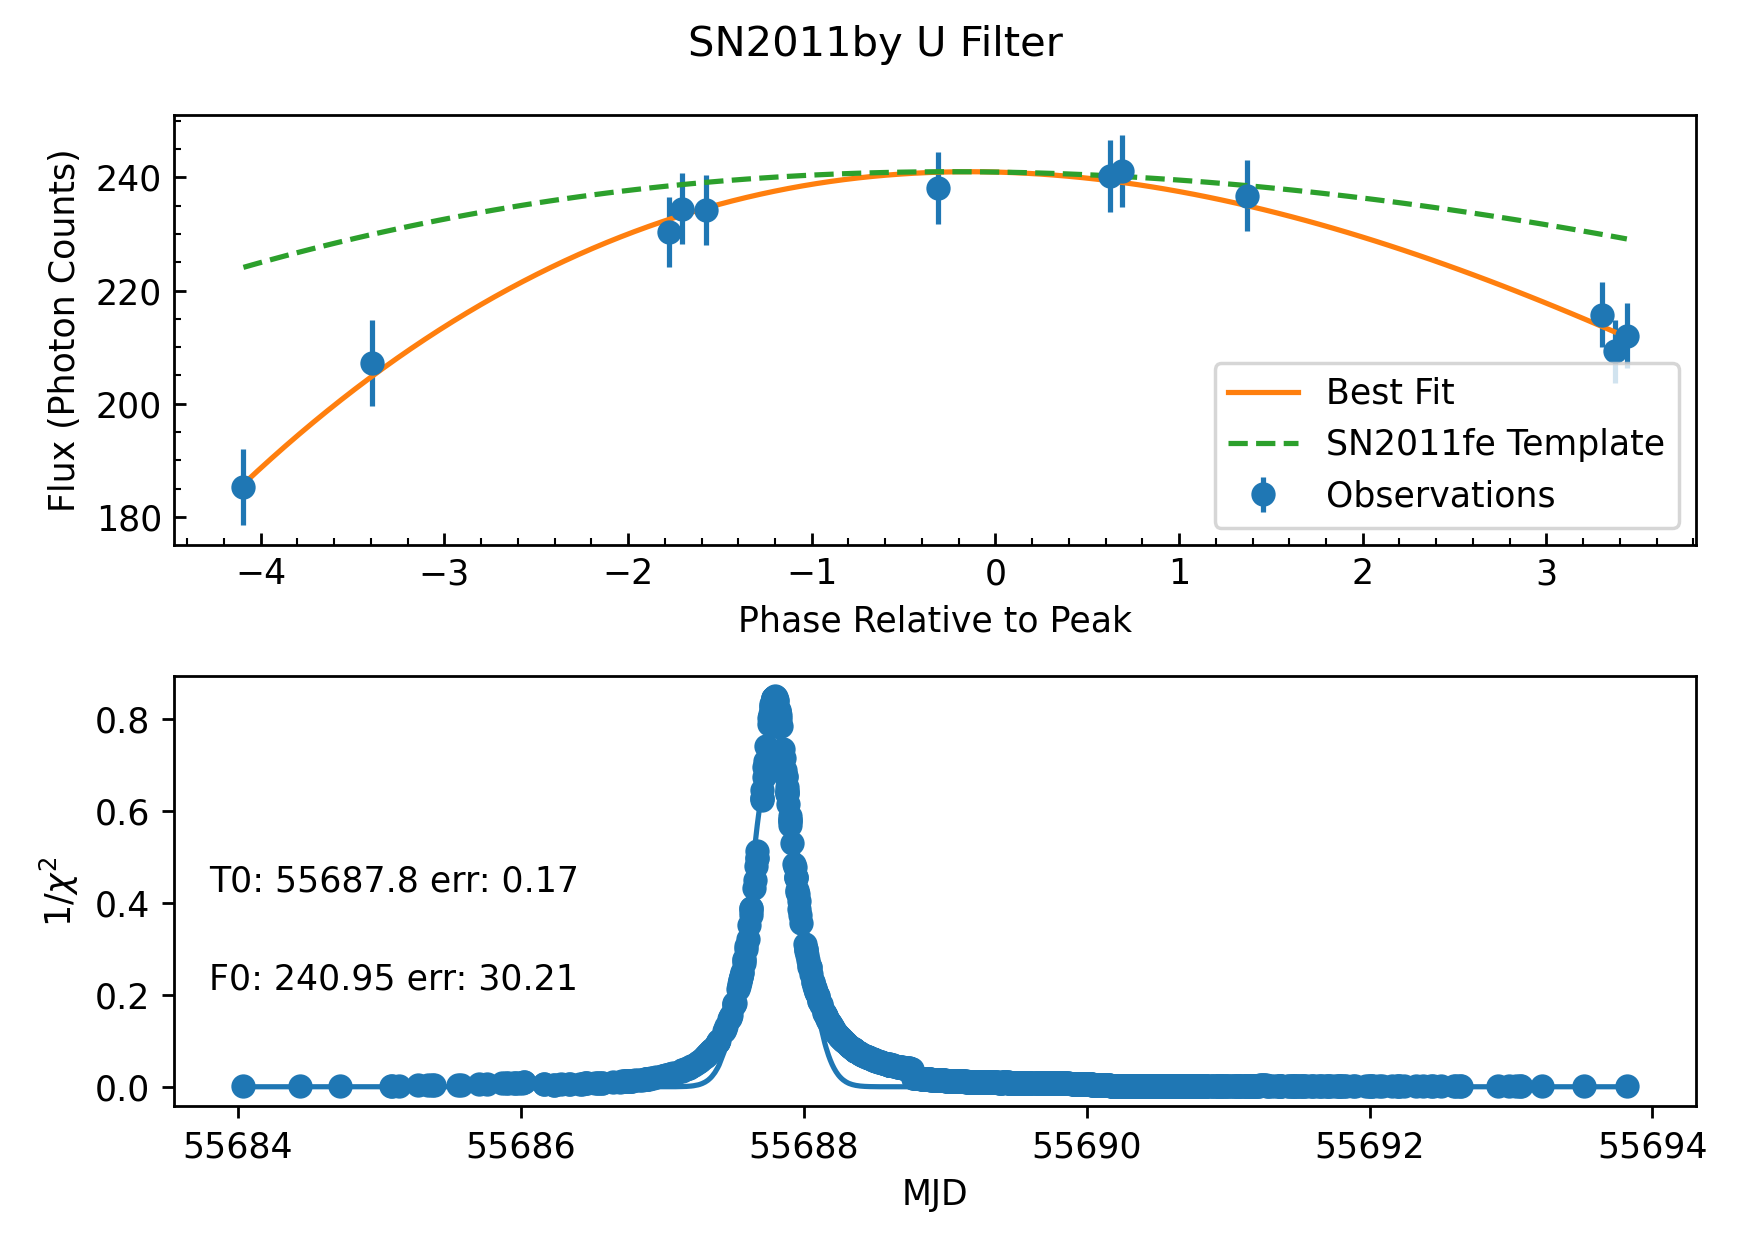 SN2011by U Filter
Flux (Photon Counts)
240
220
200
180
Best Fit
SN2011fe Template
Observations
−4 −3 −2 −1 0 1 2 3
Phase Relative to Peak
1/χ²
0.8
0.6
0.4
0.2
0.0
T0: 55687.8 err: 0.17
F0: 240.95 err: 30.21
55684 55686 55688 55690 55692 55694
MJD